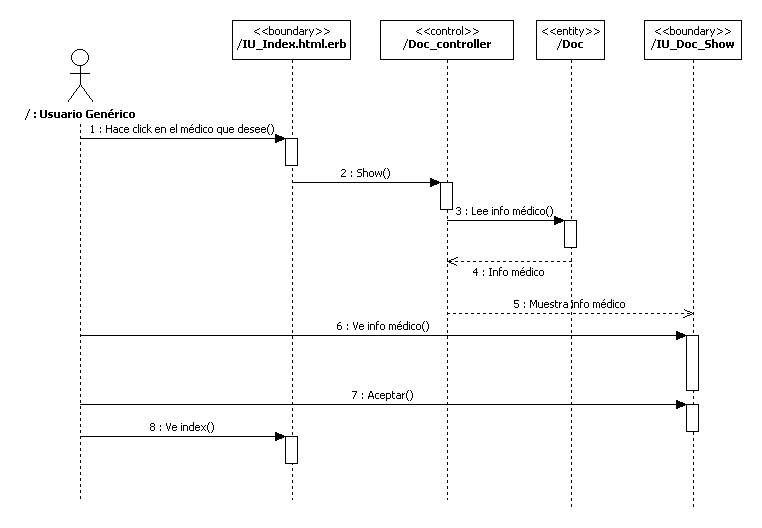 <<boundary>>
/IU_Index.html.erb
<<control>>
/Doc_controller
<<entity>>
/Doc
<<boundary>>
/IU_Doc_Show
/ : Usuario Genérico
1 : Hace click en el médico que desee()
2 : Show()
3 : Lee info médico()
4 : Info médico
5 : Muestra info médico
6 : Ve info médico()
7 : Aceptar()
8 : Ve index()